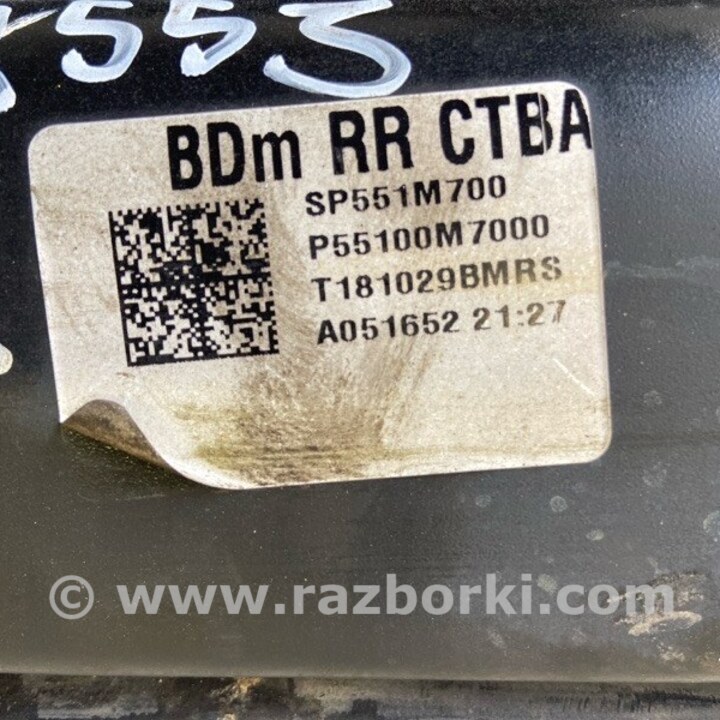 553
BDm RR CTBA
SP551M700
P55100M7000
T181029BMRS
A051652 21:27
© www.razborki.com